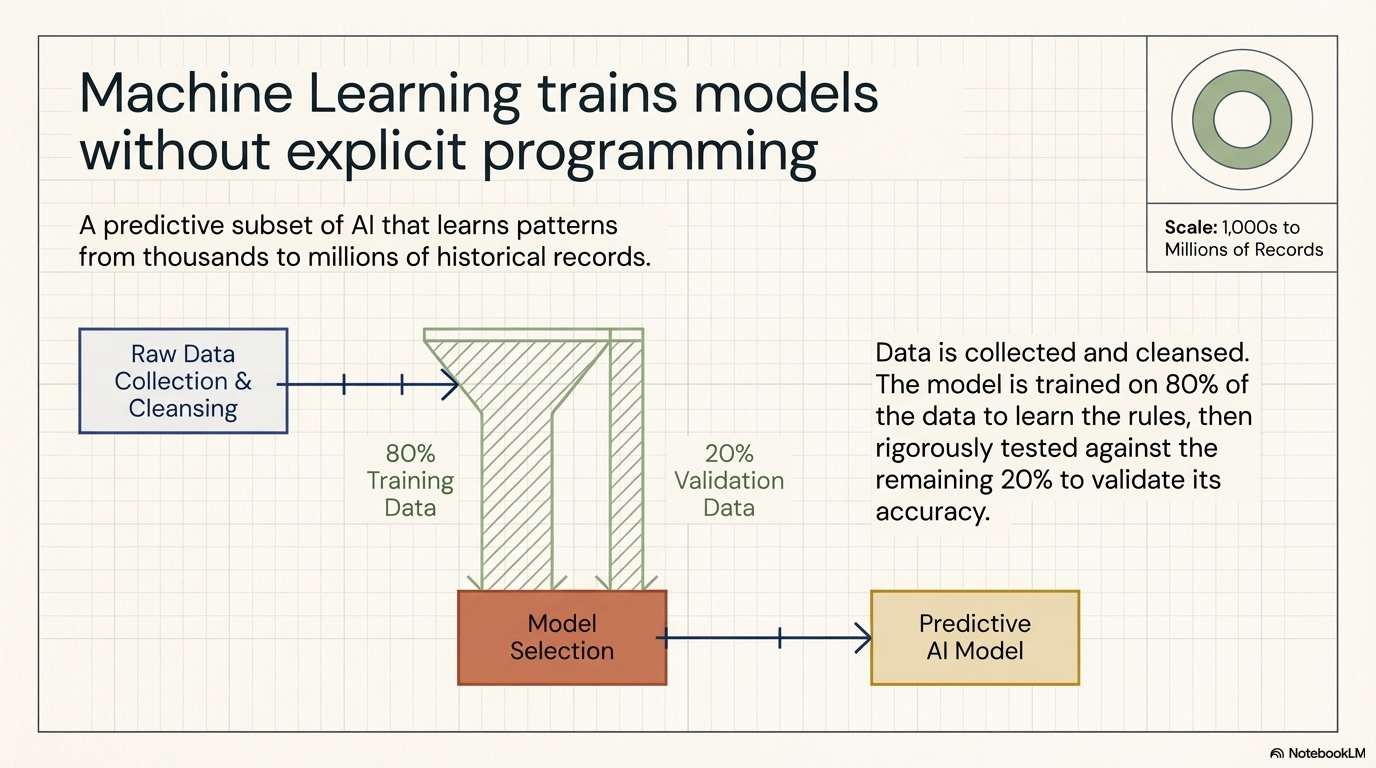 Machine Learning trains models
without explicit programming
A predictive subset of AI that learns patterns
from thousands to millions of historical records.
Scale: 1,000s to
Millions of Records
Raw Data
Collection &
Cleansing
80%
Training
Data
20%
Validation
Data
Data is collected and cleansed.
The model is trained on 80% of
the data to learn the rules, then
rigorously tested against the
remaining 20% to validate its
accuracy.
Model
Selection
Predictive
AI Model
NotebookLM